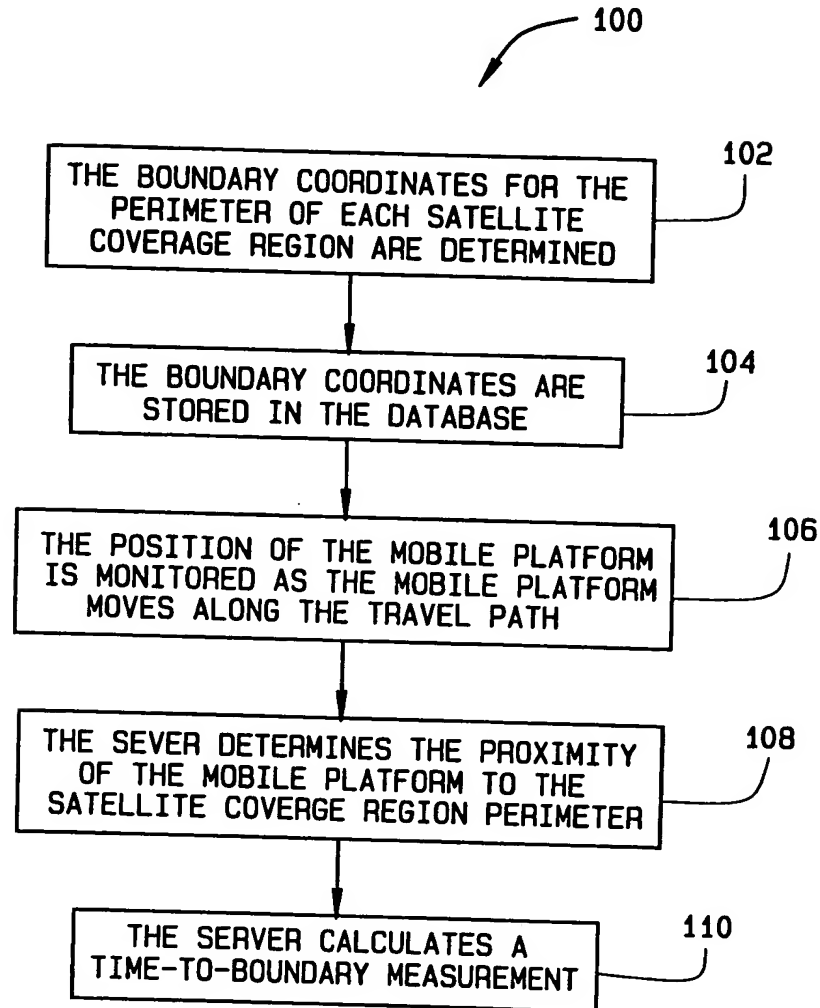 100
THE BOUNDARY COORDINATES FOR THE
PERIMETER OF EACH SATELLITE
COVERAGE REGION ARE DETERMINED
102
THE BOUNDARY COORDINATES ARE
STORED IN THE DATABASE
104
THE POSITION OF THE MOBILE PLATFORM
IS MONITORED AS THE MOBILE PLATFORM
MOVES ALONG THE TRAVEL PATH
106
THE SEVER DETERMINES THE PROXIMITY
OF THE MOBILE PLATFORM TO THE
SATELLITE COVERGE REGION PERIMETER
108
THE SERVER CALCULATES A
TIME-TO-BOUNDARY MEASUREMENT
110